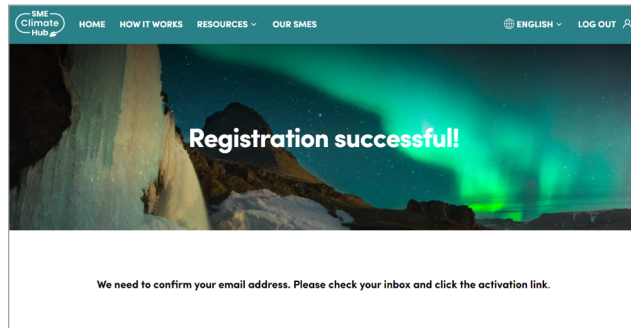 SME
Climate
Hub
HOME HOW IT WORKS RESOURCES OUR SMES ENGLISH LOG OUT
Registration successful!
We need to confirm your email address. Please check your inbox and click the activation link.